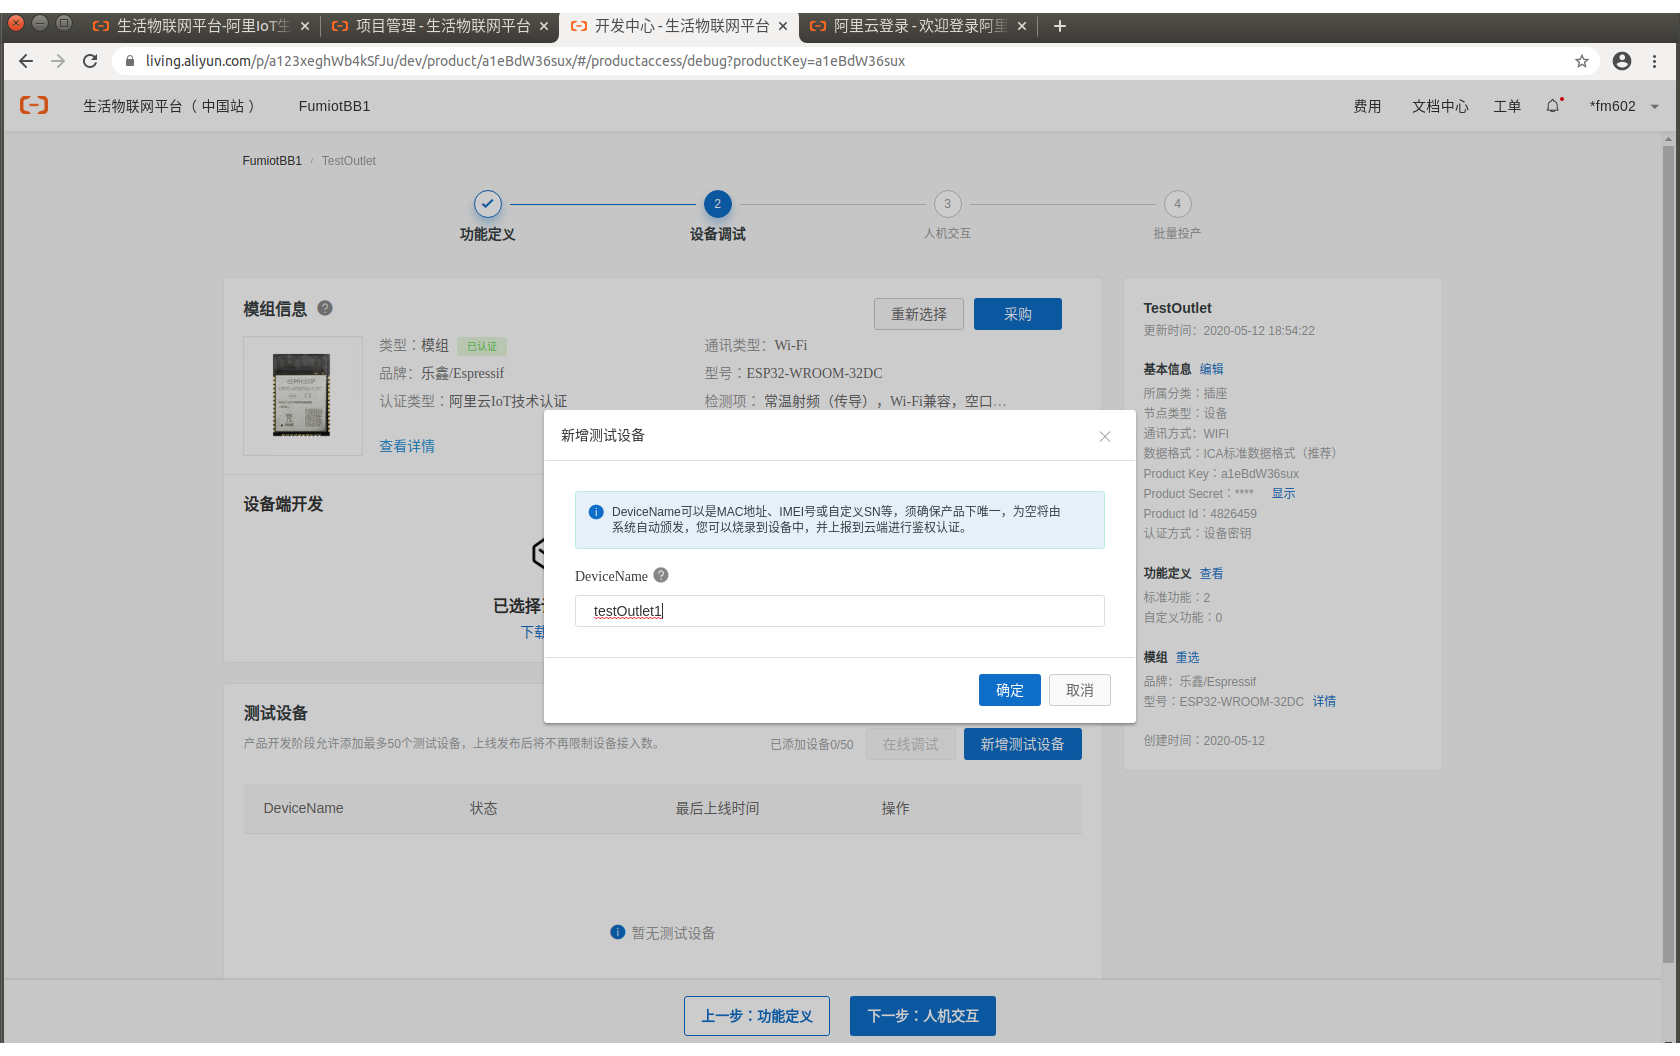 生活物联网平台-阿里IoT生
项目管理 - 生活物联网平台
开发中心 - 生活物联网平台
阿里云登录 - 欢迎登录阿里
living.aliyun.com/p/a123xeghWb4kSfJu/dev/product/a1eBdW36sux/#/productaccess/debug?productKey=a1eBdW36sux
生活物联网平台（ 中国站 ）
FumiotBB1
费用
文档中心
工单
*fm602
FumiotBB1 / TestOutlet
2
3
4
功能定义
设备调试
人机交互
批量投产
模组信息
重新选择
采购
类型：模组 已认证
通讯类型：Wi-Fi
品牌：乐鑫/Espressif
型号：ESP32-WROOM-32DC
认证类型：阿里云IoT技术认证
检测项：常温射频（传导），Wi-Fi兼容，空口…
查看详情
ESPRESSIF
设备端开发
已选择
下载
新增测试设备
DeviceName可以是MAC地址、IMEI号或自定义SN等，须确保产品下唯一，为空将由
系统自动颁发，您可以烧录到设备中，并上报到云端进行鉴权认证。
DeviceName
testOutlet1
确定
取消
测试设备
产品开发阶段允许添加最多50个测试设备，上线发布后将不再限制设备接入数。
已添加设备0/50
在线调试
新增测试设备
DeviceName
状态
最后上线时间
操作
暂无测试设备
TestOutlet
更新时间：2020-05-12 18:54:22
基本信息 编辑
所属分类：插座
节点类型：设备
通讯方式：WIFI
数据格式：ICA标准数据格式（推荐）
Product Key：a1eBdW36sux
Product Secret：**** 显示
Product Id：4826459
认证方式：设备密钥
功能定义 查看
标准功能：2
自定义功能：0
模组 重选
品牌：乐鑫/Espressif
型号：ESP32-WROOM-32DC 详情
创建时间：2020-05-12
上一步：功能定义
下一步：人机交互